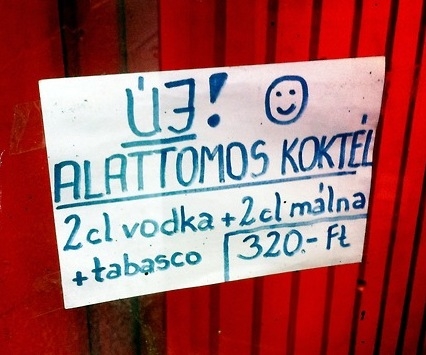 ÚJ!
ALATTOMOS KOKTÉL
2cl vodka + 2cl málna
+ tabasco 320.- Ft